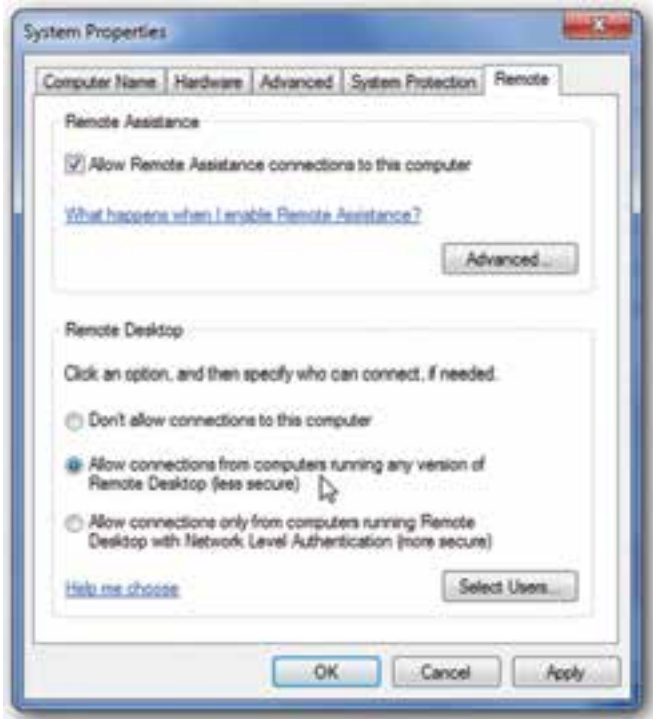 System Properties
Computer Name Hardware Advanced System Protection Remote
Remote Assistance
Allow Remote Assistance connections to this computer
What happens when I enable Remote Assistance?
Advanced...
Remote Desktop
Click an option, and then specify who can connect, if needed.
Don't allow connections to this computer
Allow connections from computers running any version of
Remote Desktop (less secure)
Allow connections only from computers running Remote
Desktop with Network Level Authentication (more secure)
Help me choose
Select Users...
OK Cancel Apply